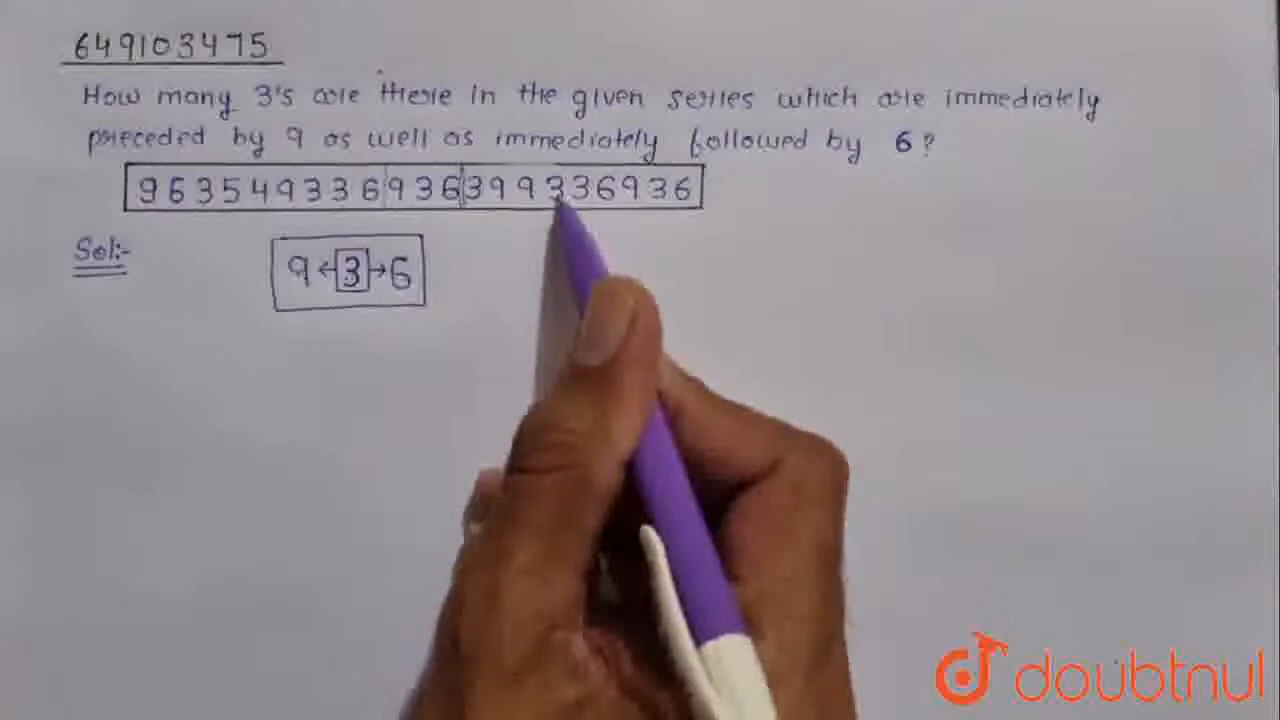 649103475
How many 3's are there in the given series which are immediately
preceded by 9 as well as immediately followed by 6?
9 6 3 5 4 9 3 3 6 9 3 6 3 9 9 3 3 6 9 3 6
Sol:-
9 ← 3 → 6
doubtnut